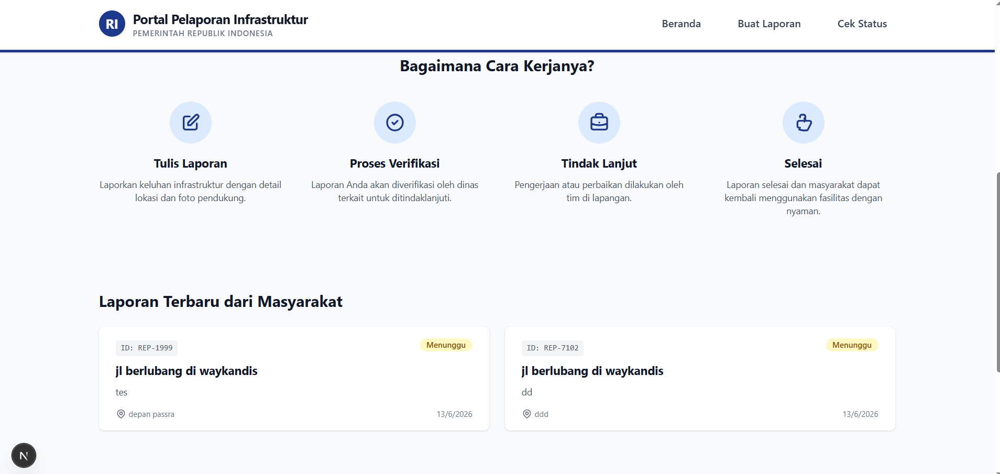 RI
Portal Pelaporan Infrastruktur
PEMERINTAH REPUBLIK INDONESIA
Beranda
Buat Laporan
Cek Status
Bagaimana Cara Kerjanya?
Tulis Laporan
Laporkan keluhan infrastruktur dengan detail
lokasi dan foto pendukung.
Proses Verifikasi
Laporan Anda akan diverifikasi oleh dinas
terkait untuk ditindaklanjuti.
Tindak Lanjut
Pengerjaan atau perbaikan dilakukan oleh
tim di lapangan.
Selesai
Laporan selesai dan masyarakat dapat
kembali menggunakan fasilitas dengan
nyaman.
Laporan Terbaru dari Masyarakat
ID: REP-1999
Menunggu
jl berlubang di waykandis
tes
depan passra
13/6/2026
ID: REP-7102
Menunggu
jl berlubang di waykandis
dd
ddd
13/6/2026
N